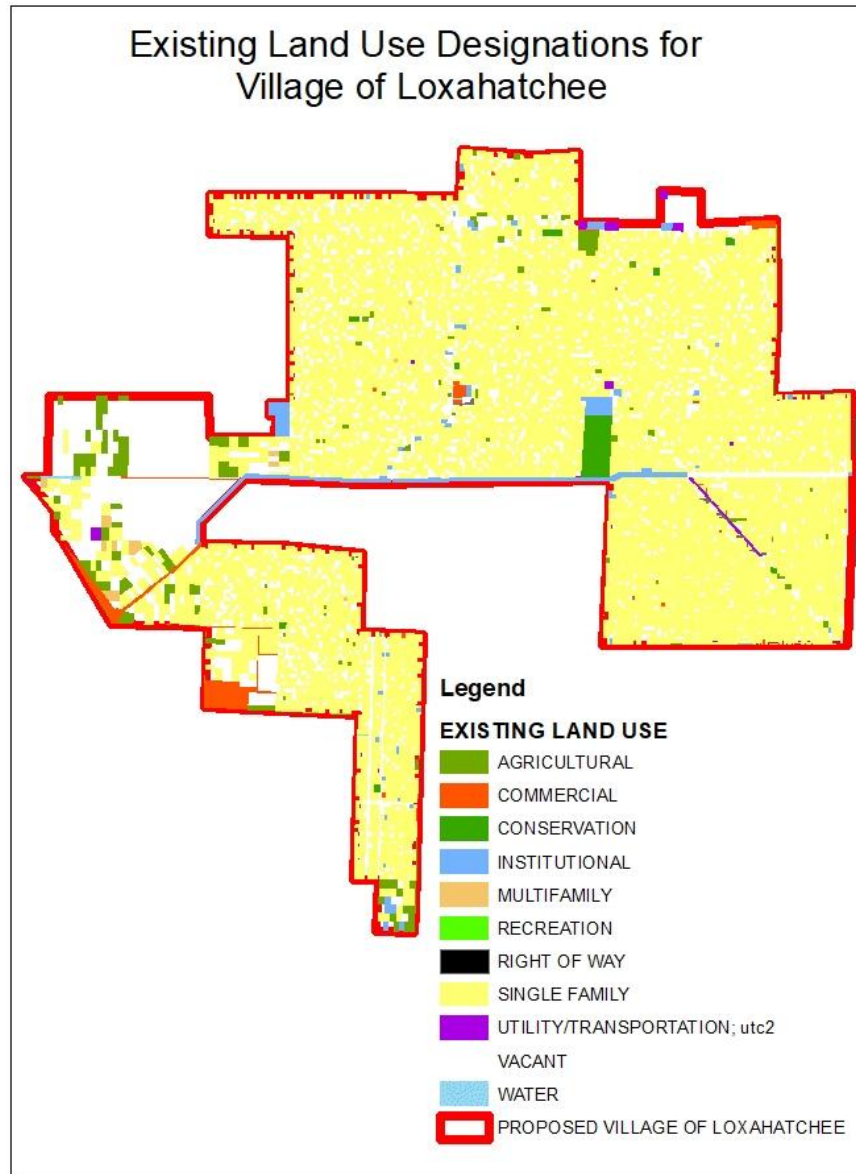 Existing Land Use Designations for
Village of Loxahatchee
Legend
EXISTING LAND USE
AGRICULTURAL
COMMERCIAL
CONSERVATION
INSTITUTIONAL
MULTIFAMILY
RECREATION
RIGHT OF WAY
SINGLE FAMILY
UTILITY/TRANSPORTATION; utc2
VACANT
WATER
PROPOSED VILLAGE OF LOXAHATCHEE